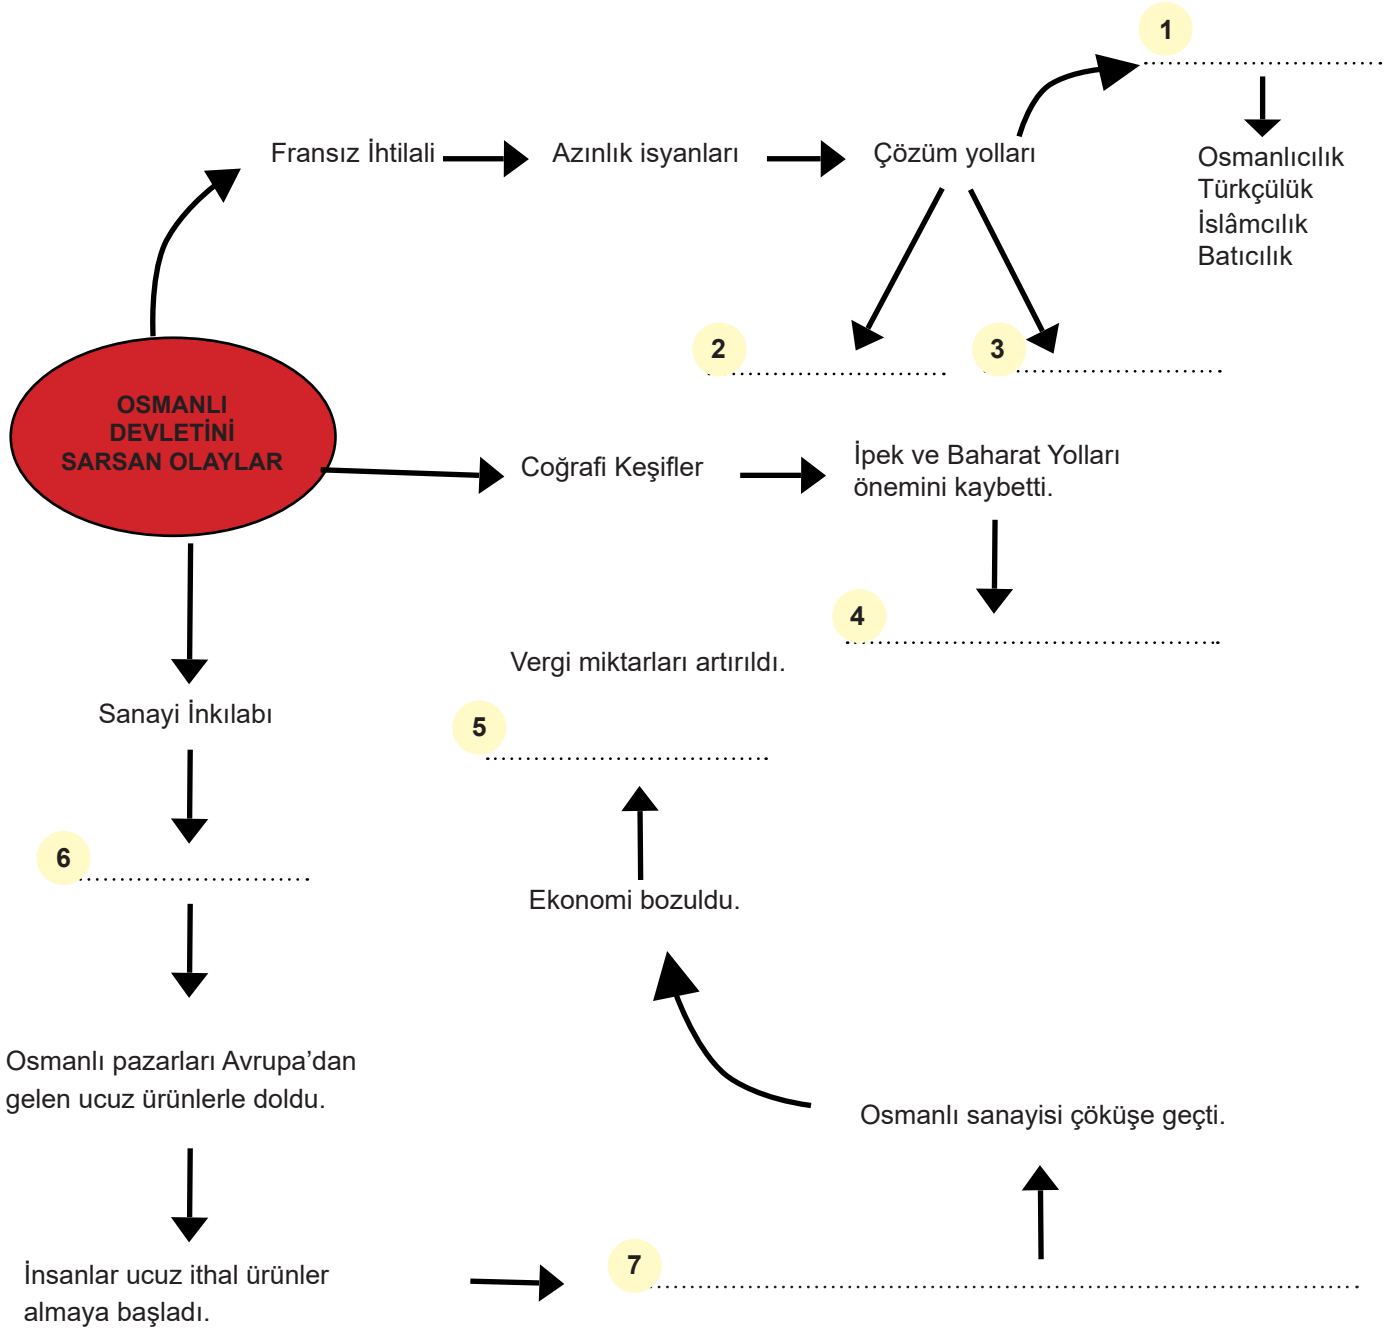 1
Fransız İhtilali
Azınlık isyanları
Çözüm yolları
Osmanlıcılık
Türkçülük
İslâmcılık
Batıcılık
2
3
OSMANLI
DEVLETİNİ
SARSAN OLAYLAR
Coğrafi Keşifler
İpek ve Baharat Yolları
önemini kaybetti.
4
Vergi miktarları artırıldı.
Sanayi İnkılabı
5
6
Ekonomi bozuldu.
Osmanlı pazarları Avrupa’dan
gelen ucuz ürünlerle doldu.
Osmanlı sanayisi çöküşe geçti.
İnsanlar ucuz ithal ürünler
almaya başladı.
7